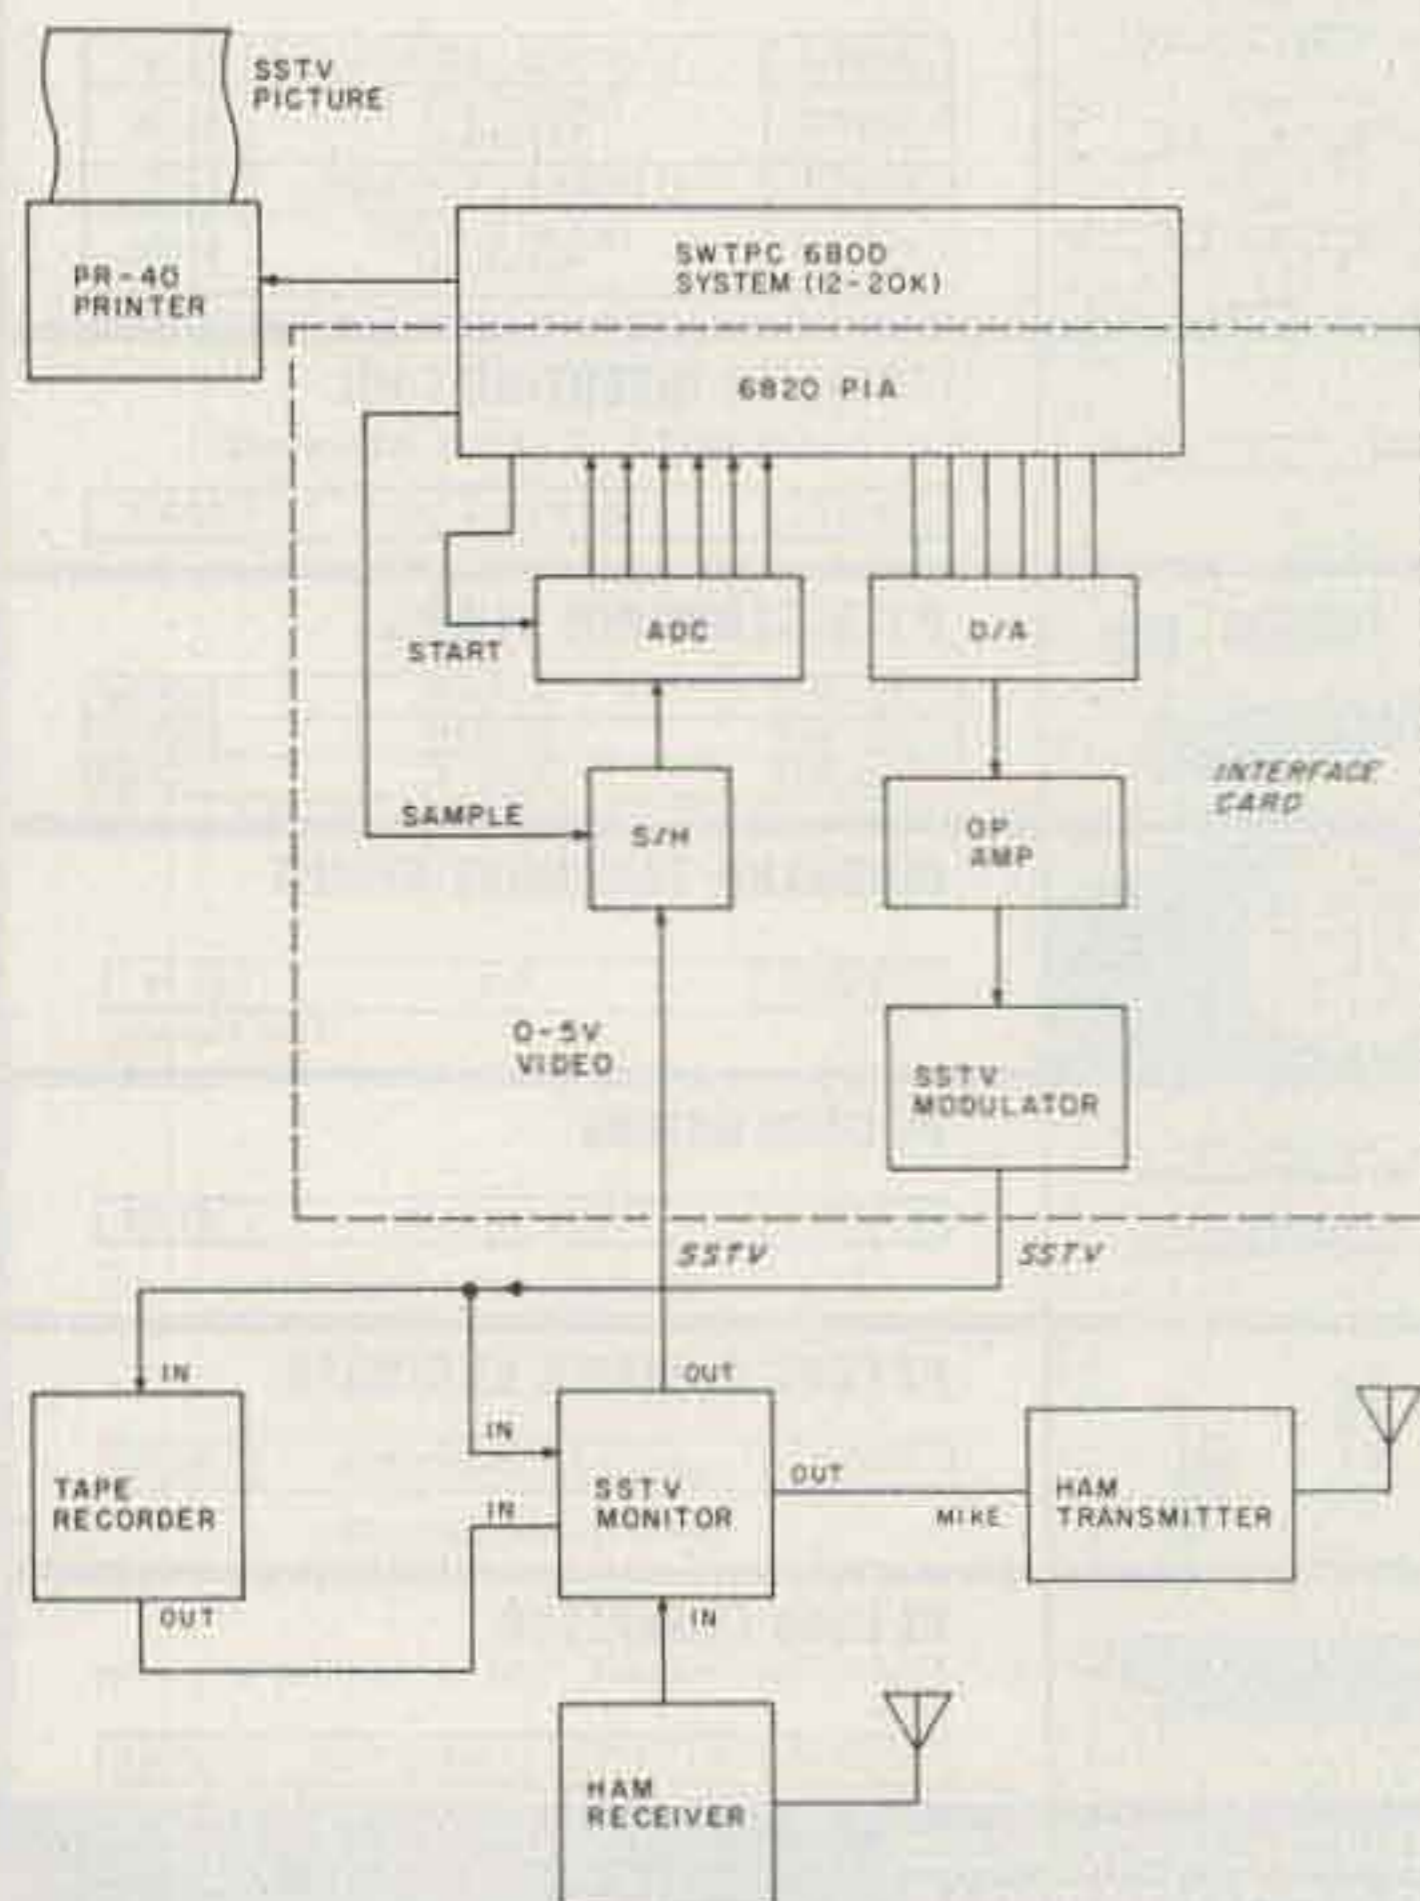 SSTV
PICTURE
PR-40
PRINTER
SWTPC 6800
SYSTEM (12-20K)
6820 PIA
START
ADC
D/A
SAMPLE
S/H
OP
AMP
INTERFACE
CARD
0-5V
VIDEO
SSTV
MODULATOR
SSTV
SSTV
IN
OUT
IN
TAPE
RECORDER
IN
SSTV
MONITOR
OUT
MIKE
HAM
TRANSMITTER
OUT
IN
HAM
RECEIVER